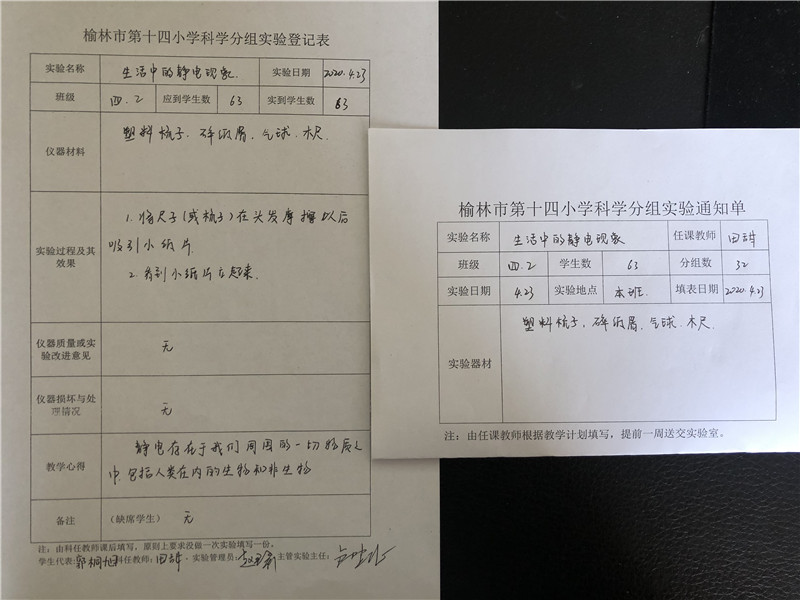 榆林市第十四小学科学分组实验登记表
实验名称 生活中的静电现象 实验日期 2020.4.23
班级 四.2 应到学生数 63 实到学生数 63
仪器材料 塑料梳子、碎纸屑、气球、木尺
实验过程及其效果
1.将尺子(或梳子)在头发摩擦以后
吸引小纸片
2.看到小纸片立起来.
仪器质量或实验改进意见 无
仪器损坏与处理情况 无
教学心得
静电存在于我们周围的一切物质之
中.包括人类在内的生物和非生物
备注 (缺席学生) 无
注:由科任教师课后填写,原则上要求没做一次实验填写一份。
学生代表:郭桐旭 科任教师:田甜 实验管理员: 主管实验主任:
榆林市第十四小学科学分组实验通知单
实验名称 生活中的静电现象 任课教师 田甜
班级 四.2 学生数 63 分组数 32
实验日期 4.23 实验地点 本班 填表日期 2020.4.23
实验器材 塑料梳子、碎纸屑、气球、木尺
注:由任课教师根据教学计划填写,提前一周送交实验室。